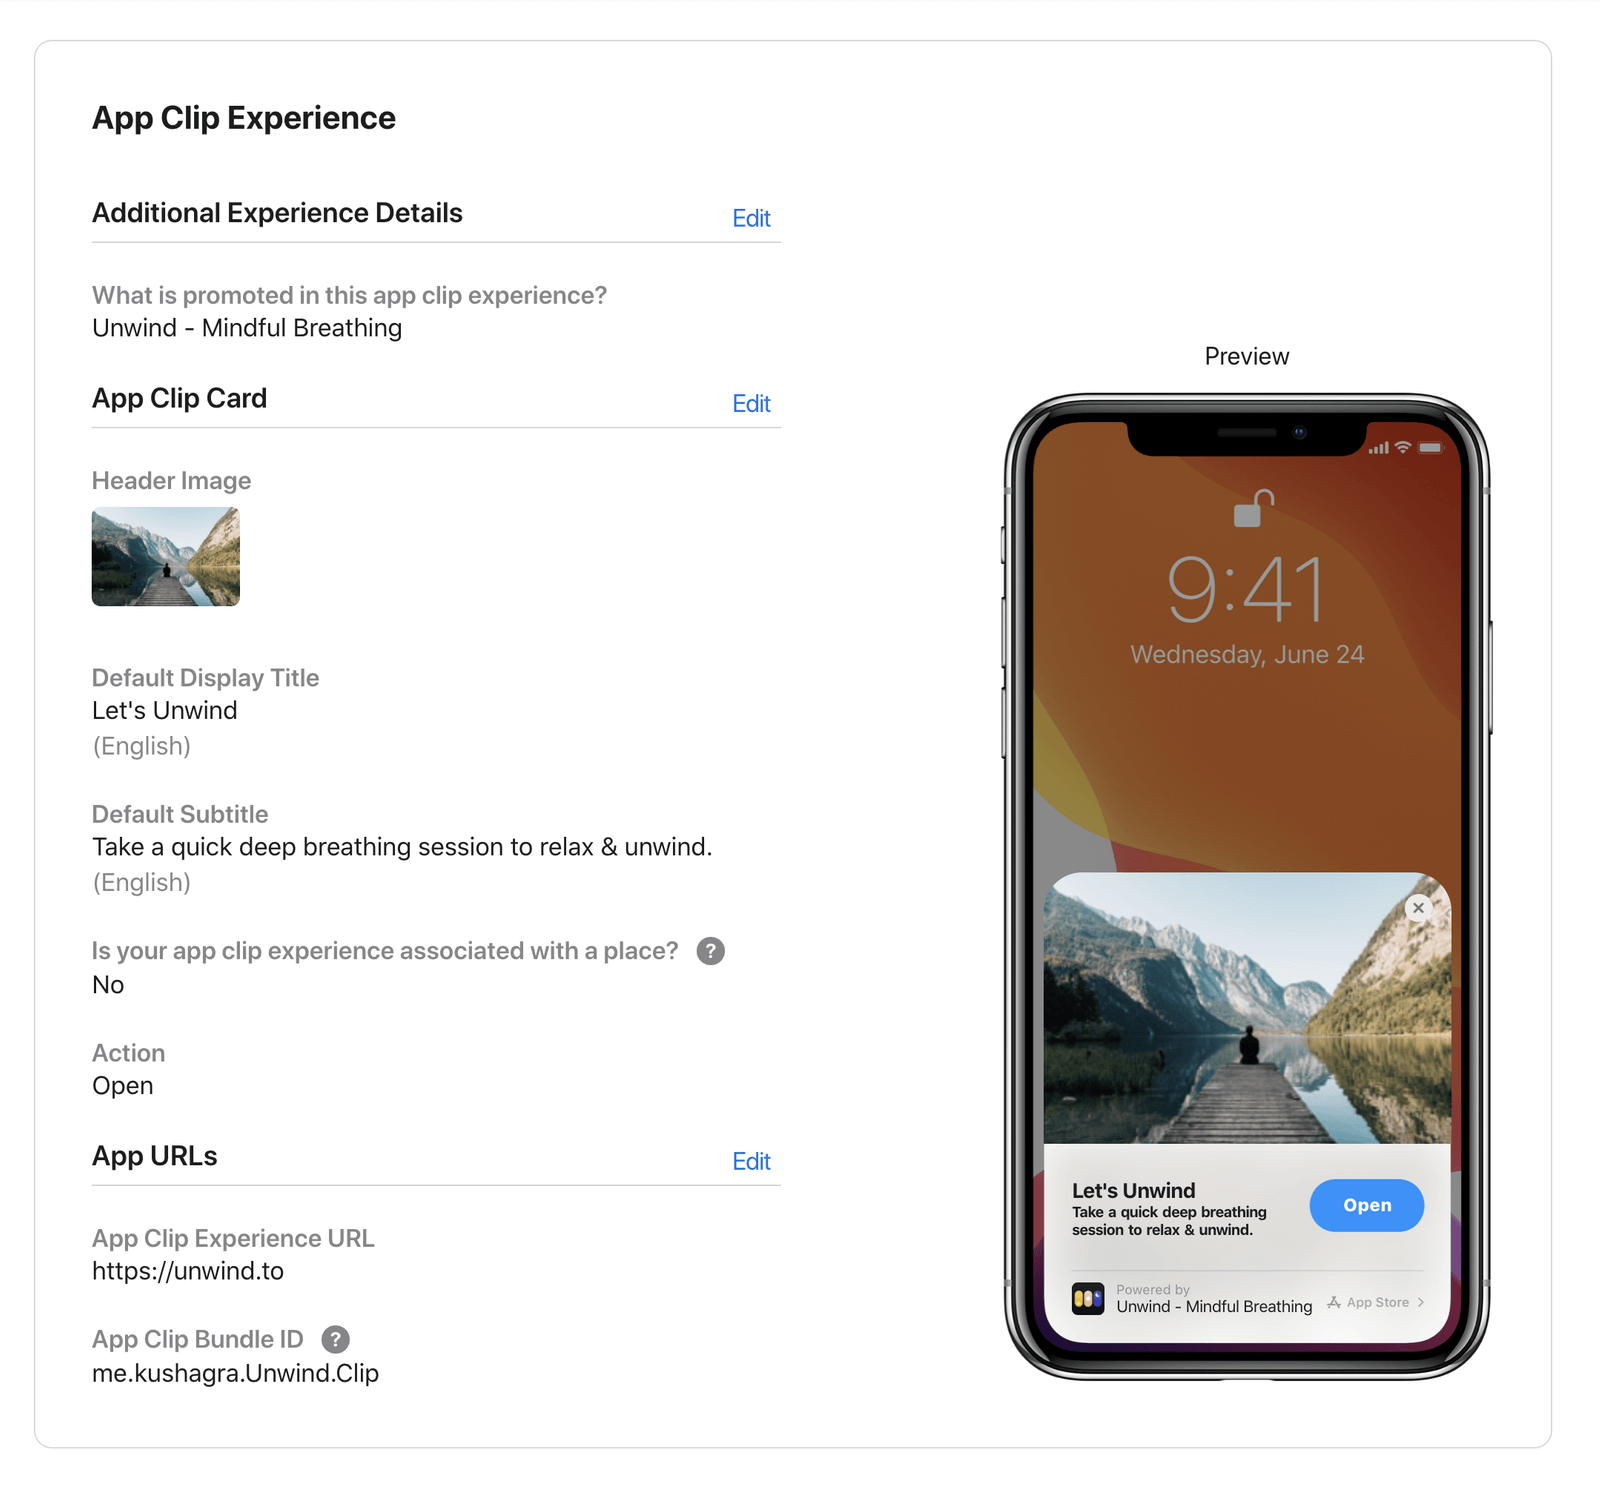 App Clip Experience
Additional Experience Details
Edit
What is promoted in this app clip experience?
Unwind - Mindful Breathing
App Clip Card
Edit
Header Image
Default Display Title
Let's Unwind
(English)
Default Subtitle
Take a quick deep breathing session to relax & unwind.
(English)
Is your app clip experience associated with a place? ?
No
Action
Open
App URLs
Edit
App Clip Experience URL
https://unwind.to
App Clip Bundle ID ?
me.kushagra.Unwind.Clip
Preview
9:41
Wednesday, June 24
Let's Unwind
Take a quick deep breathing
session to relax & unwind.
Open
Powered by
Unwind - Mindful Breathing
App Store